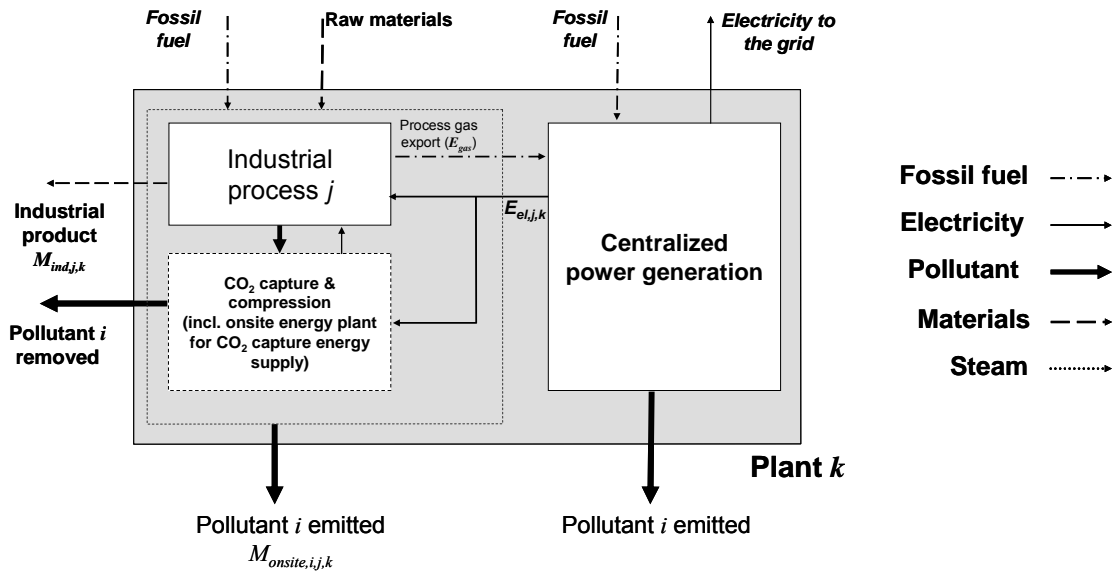 Fossil
fuel
Raw materials
Fossil
fuel
Electricity to
the grid
Process gas
export (E_gas)
Industrial
process j
E_el,j,k
Centralized
power generation
Industrial
product
M_ind,j,k
CO₂ capture &
compression
(incl. onsite energy plant
for CO₂ capture energy
supply)
Pollutant i
removed
Plant k
Pollutant i emitted
M_onsite,i,j,k
Pollutant i emitted
Fossil fuel
Electricity
Pollutant
Materials
Steam